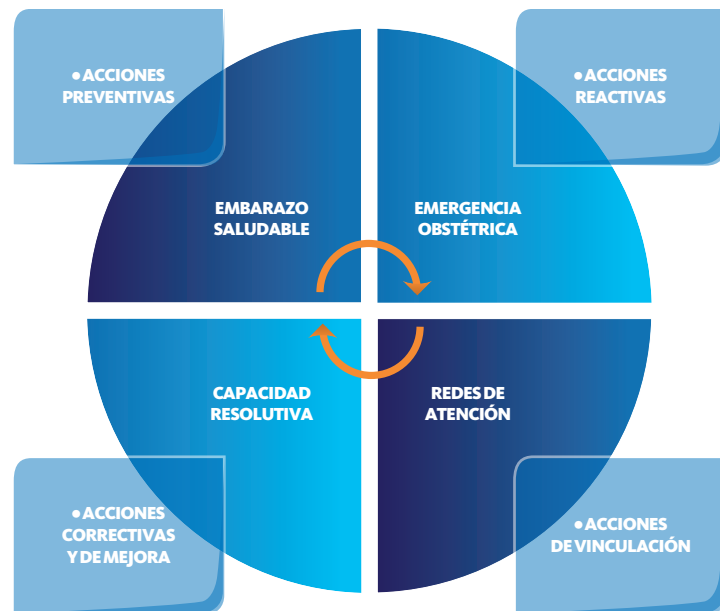 • ACCIONES
PREVENTIVAS
• ACCIONES
REACTIVAS
EMBARAZO
SALUDABLE
EMERGENCIA
OBSTÉTRICA
CAPACIDAD
RESOLUTIVA
REDES DE
ATENCIÓN
• ACCIONES
CORRECTIVAS
Y DE MEJORA
• ACCIONES
DE VINCULACIÓN